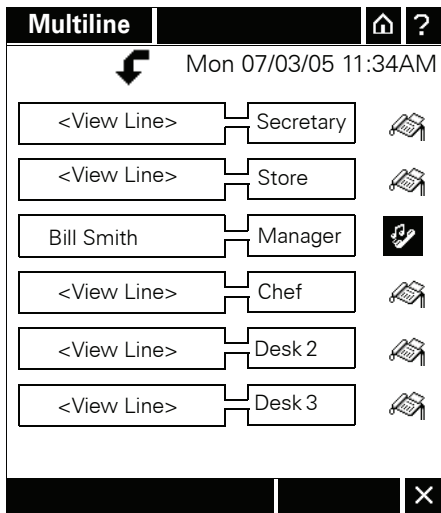 Multiline ?
Mon 07/03/05 11:34AM
<View Line> Secretary
<View Line> Store
Bill Smith Manager
<View Line> Chef
<View Line> Desk 2
<View Line> Desk 3